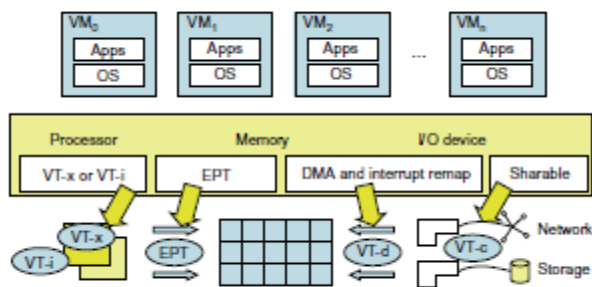 VM0 VM1 VM2 ... VMn
Apps Apps Apps Apps
OS OS OS OS
Processor Memory I/O device
VT-x or VT-i EPT DMA and interrupt remap Sharable
VT-x Network
VT-i EPT VT-d VT-c
Storage